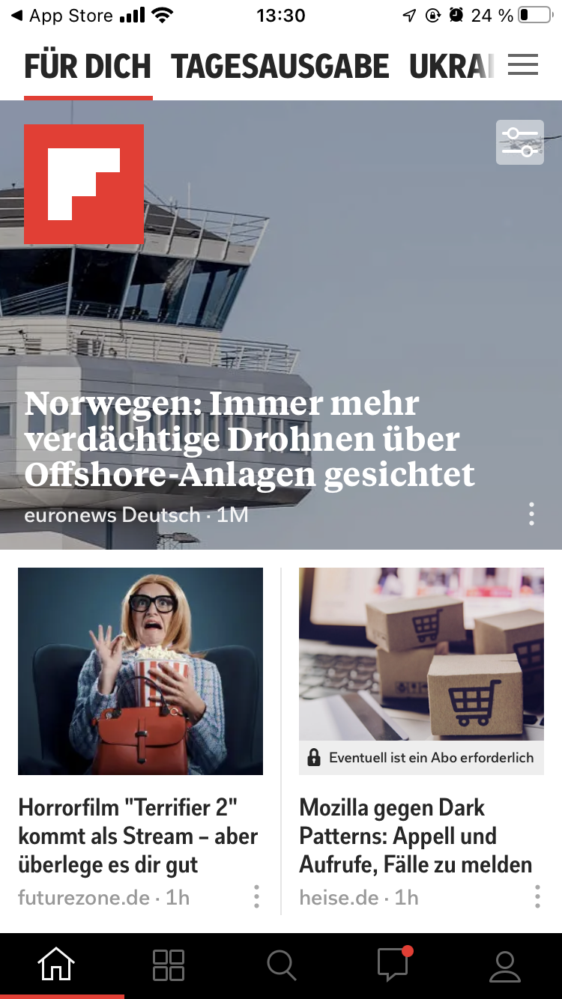 App Store
13:30
24 %
FÜR DICH TAGESAUSGABE UKRA
Norwegen: Immer mehr
verdächtige Drohnen über
Offshore-Anlagen gesichtet
euronews Deutsch · 1M
Eventuell ist ein Abo erforderlich
Horrorfilm "Terrifier 2"
kommt als Stream – aber
überlege es dir gut
futurezone.de · 1h
Mozilla gegen Dark
Patterns: Appell und
Aufrufe, Fälle zu melden
heise.de · 1h